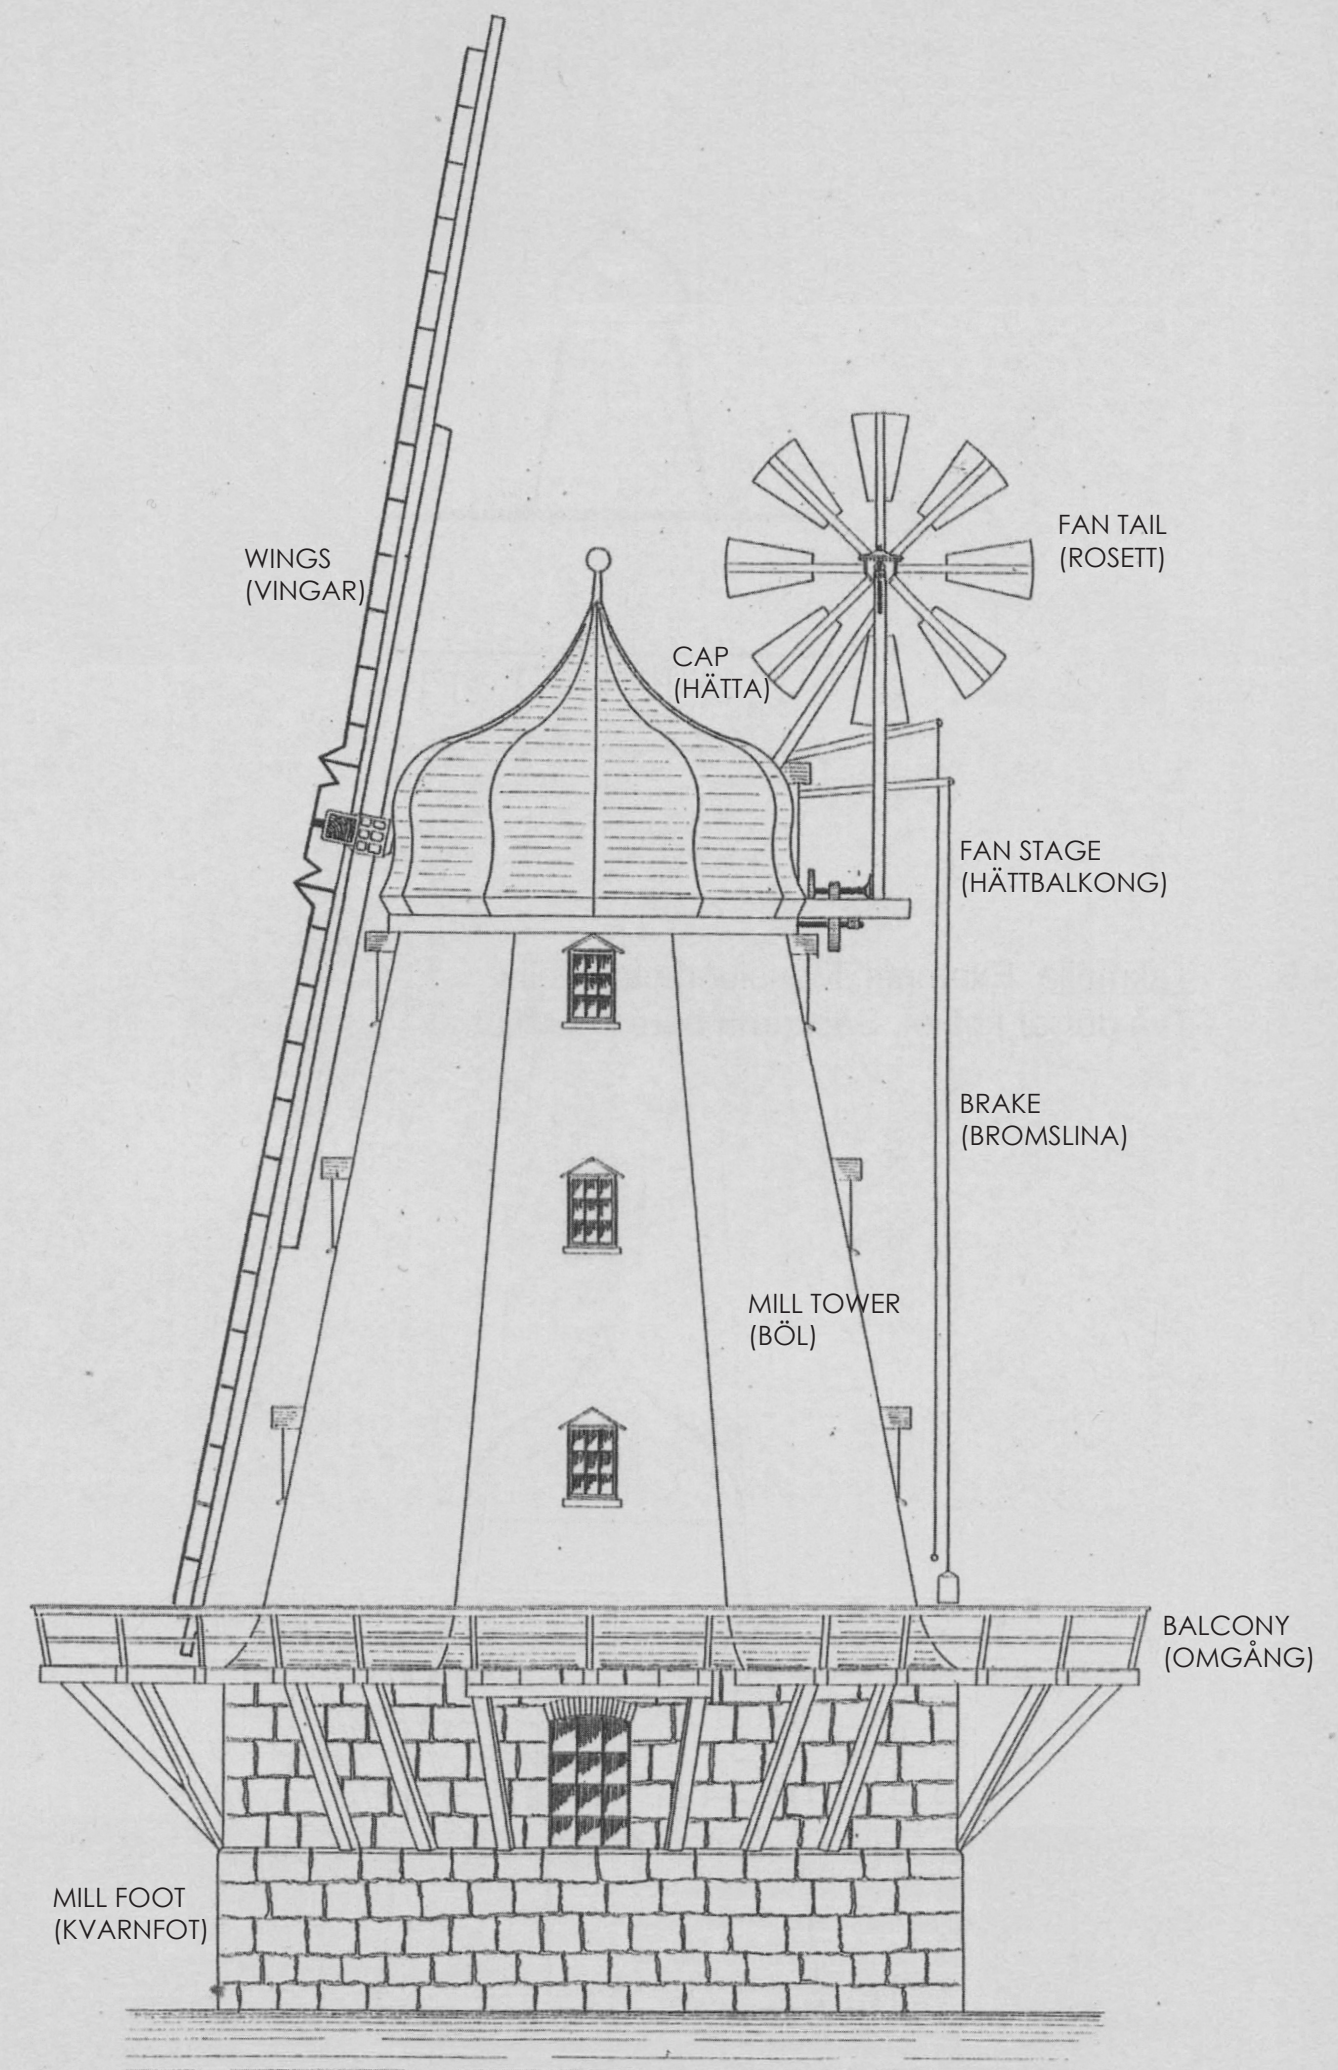 FAN TAIL
(ROSETT)
WINGS
(VINGAR)
CAP
(HÄTTA)
FAN STAGE
(HÄTTBALKONG)
BRAKE
(BROMSLINA)
MILL TOWER
(BÖL)
BALCONY
(OMGÅNG)
MILL FOOT
(KVARNFOT)